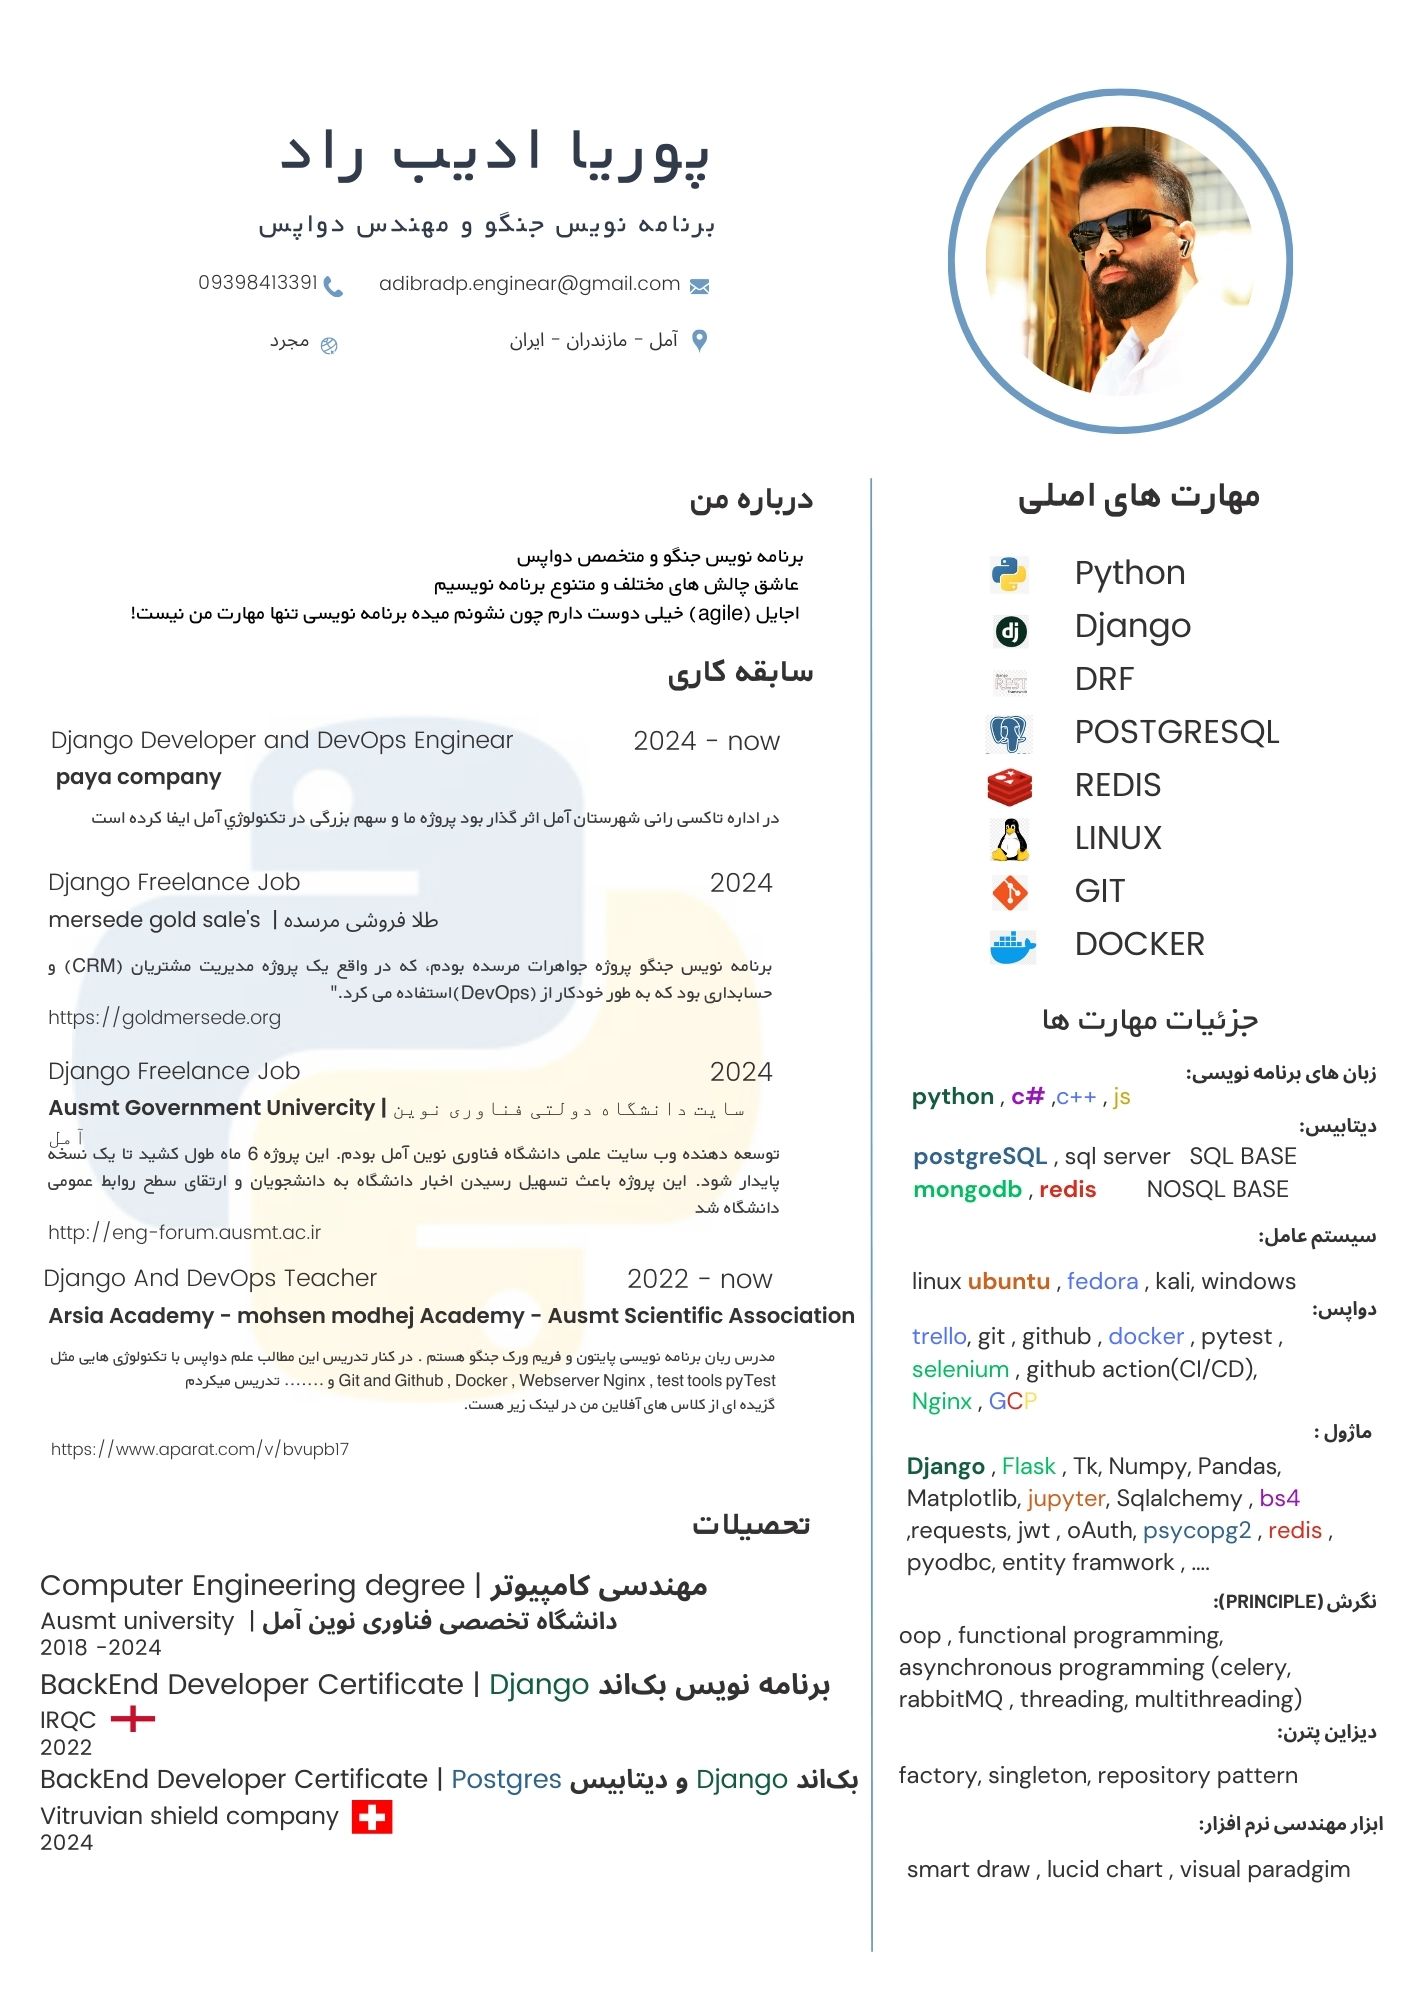 پوریا ادیب راد
برنامه نویس جنگو و مهندس دواپس
adibradp.enginear@gmail.com
09398413391
آمل - مازندران - ایران
مجرد
درباره من
برنامه نویس جنگو و متخصص دواپس
عاشق چالش های مختلف و متنوع برنامه نویسیم
اجایل (agile) خیلی دوست دارم چون نشونم میده برنامه نویسی تنها مهارت من نیست!
سابقه کاری
Django Developer and DevOps Enginear 2024 - now
paya company
در اداره تاکسی رانی شهرستان آمل اثر گذار بود پروژه ما و سهم بزرگی در تکنولوژي آمل ایفا کرده است
Django Freelance Job 2024
mersede gold sale's | طلا فروشی مرسده
برنامه نویس جنگو پروژه جواهرات مرسده بودم، که در واقع یک پروژه مدیریت مشتریان (CRM) و
حسابداری بود که به طور خودکار از (DevOps)استفاده می کرد."
https://goldmersede.org
Django Freelance Job 2024
Ausmt Government Univercity | سایت دانشگاه دولتی فناوری نوین
آمل
توسعه دهنده وب سایت علمی دانشگاه فناوری نوین آمل بودم. این پروژه 6 ماه طول کشید تا یک نسخه
پایدار شود. این پروژه باعث تسهیل رسیدن اخبار دانشگاه به دانشجویان و ارتقای سطح روابط عمومی
دانشگاه شد
http://eng-forum.ausmt.ac.ir
Django And DevOps Teacher 2022 - now
Arsia Academy - mohsen modhej Academy - Ausmt Scientific Association
مدرس ربان برنامه نویسی پایتون و فریم ورک جنگو هستم . در کنار تدریس این مطالب علم دواپس با تکنولوژی هایی مثل
Git and Github , Docker , Webserver Nginx , test tools pyTest و ....... تدریس میکردم
گزیده ای از کلاس های آفلاین من در لینک زیر هست.
https://www.aparat.com/v/bvupb17
تحصیلات
Computer Engineering degree | مهندسی کامپیوتر
Ausmt university | دانشگاه تخصصی فناوری نوین آمل
2018 -2024
BackEnd Developer Certificate | Django برنامه نویس بک‌اند
IRQC
2022
BackEnd Developer Certificate | Postgres بک‌اند Django و دیتابیس
Vitruvian shield company
2024
مهارت های اصلی
Python
dj Django
django REST framework DRF
POSTGRESQL
REDIS
LINUX
GIT
DOCKER
جزئیات مهارت ها
زبان های برنامه نویسی:
python , c# ,c++ , js
دیتابیس:
postgreSQL , sql server SQL BASE
mongodb , redis NOSQL BASE
سیستم عامل:
linux ubuntu , fedora , kali, windows
دواپس:
trello, git , github , docker , pytest ,
selenium , github action(CI/CD),
Nginx , GCP
ماژول :
Django , Flask , Tk, Numpy, Pandas,
Matplotlib, jupyter, Sqlalchemy , bs4
,requests, jwt , oAuth, psycopg2 , redis ,
pyodbc, entity framwork , ....
نگرش (PRINCIPLE):
oop , functional programming,
asynchronous programming (celery,
rabbitMQ , threading, multithreading)
دیزاین پترن:
factory, singleton, repository pattern
ابزار مهندسی نرم افزار:
smart draw , lucid chart , visual paradgim